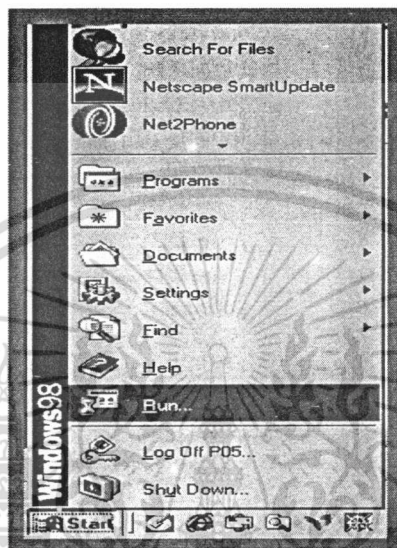 Search For Files
N
Netscape SmartUpdate
Net2Phone
Programs
Favorites
Documents
Settings
Find
Help
Run...
Log Off P05...
Shut Down...
Windows98
Start